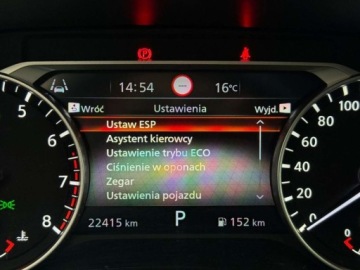 14:54 16°C
Wróć Ustawienia Wyjd.
Ustaw ESP
Asystent kierowcy
Ustawienie trybu ECO
Ciśnienie w oponach
Zegar
Ustawienia pojazdu
22415 km P 152 km
5
6
7
8
0
20
40
60
80
100